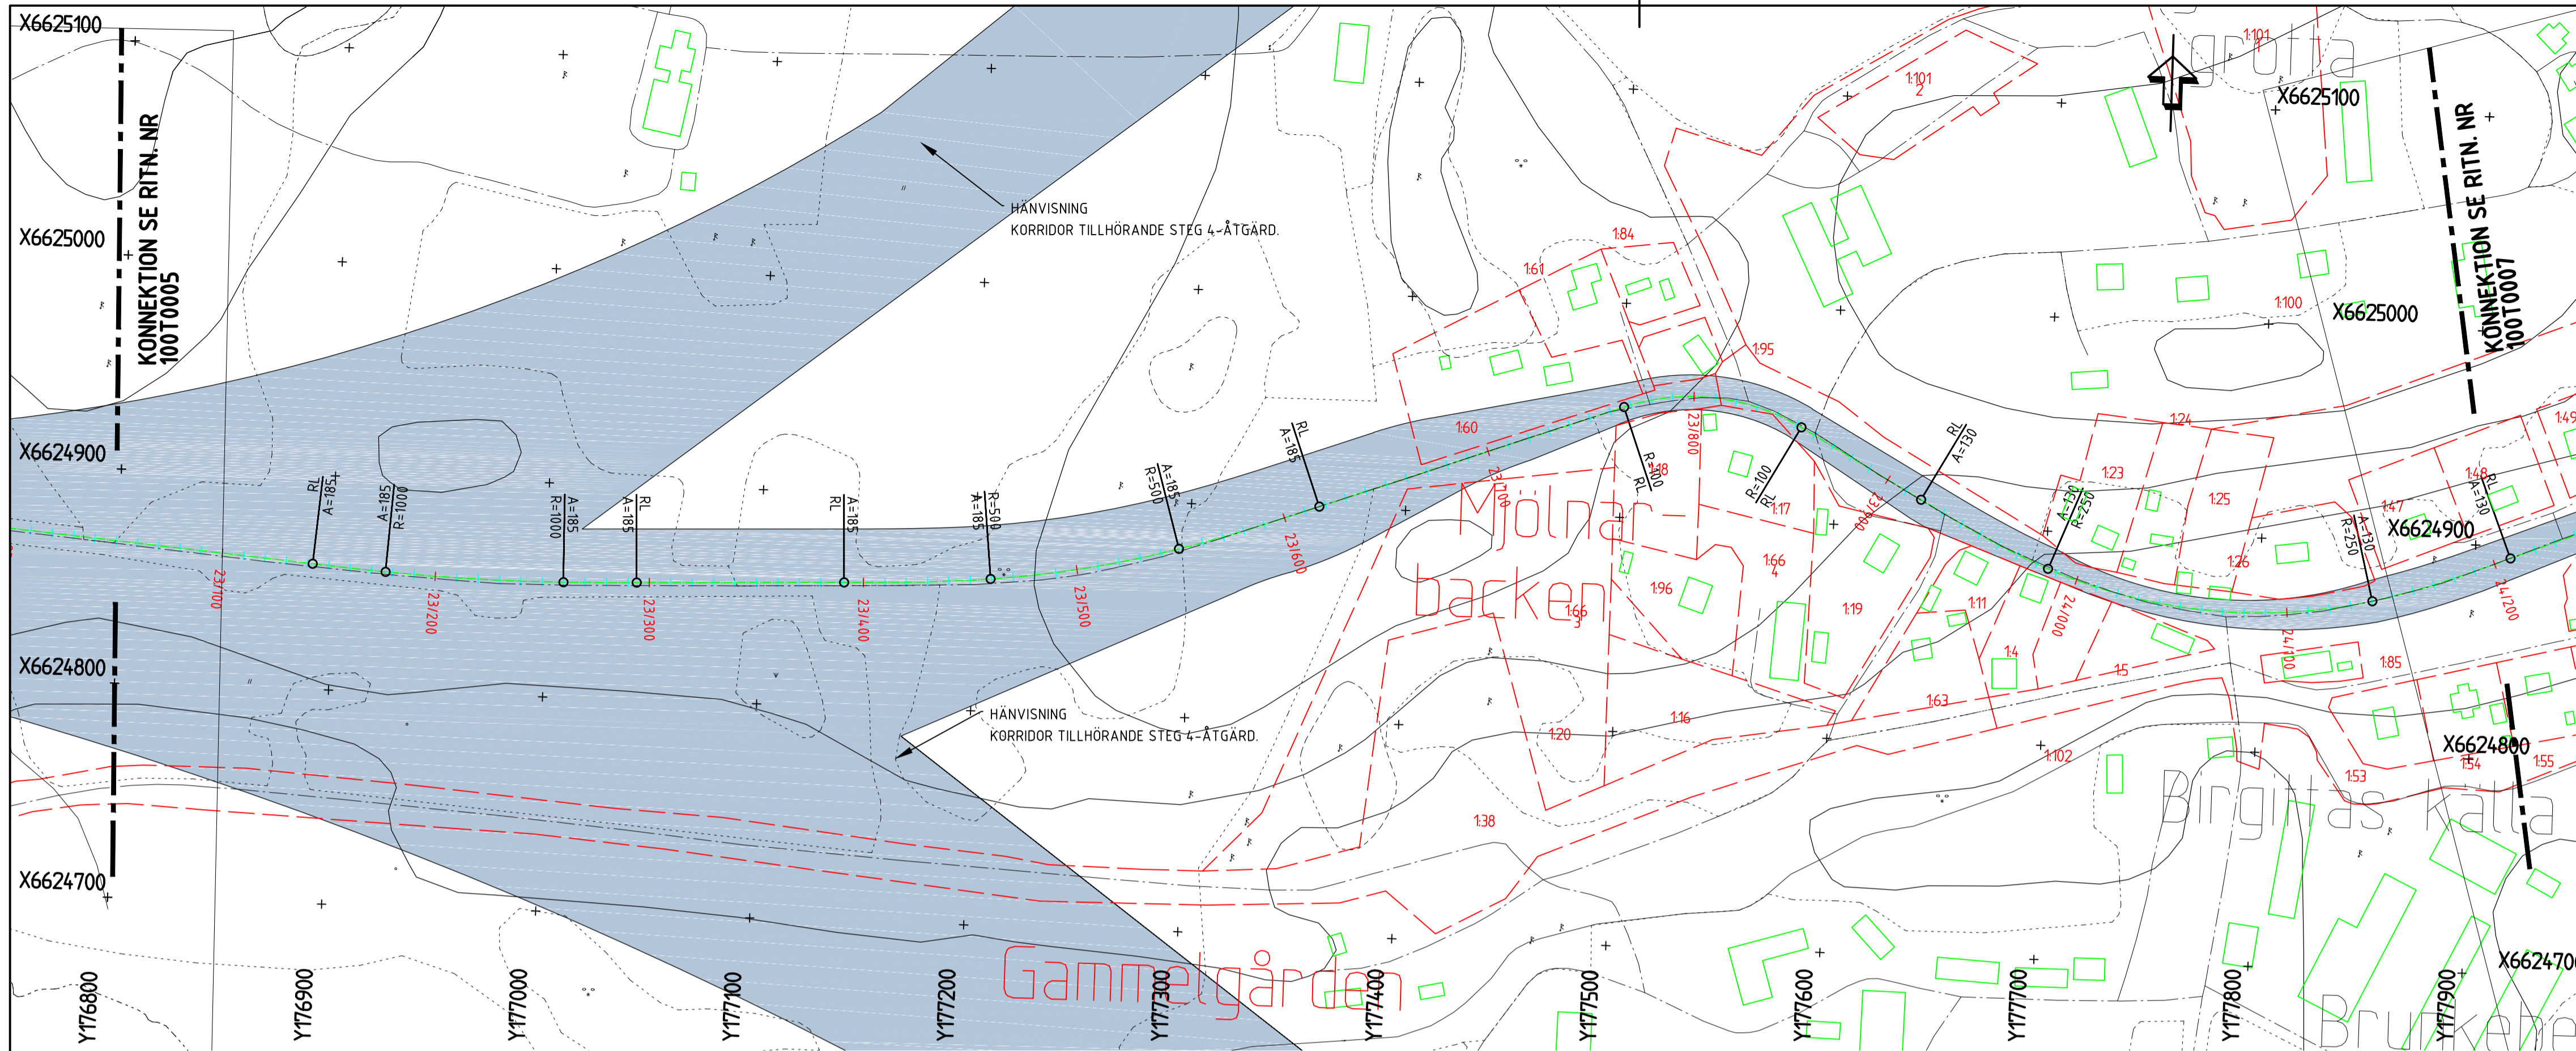 X6625100
KONNEKTION SE RITN. NR
100T0005
X6625000
X6624900
X6624800
X6624700
HÄNVISNING
KORRIDOR TILLHÖRANDE STEG 4-ÅTGÄRD.
HÄNVISNING
KORRIDOR TILLHÖRANDE STEG 4-ÅTGÄRD.
RL
A=185
A=185
R=1000
A=185
R=1000
RL
A=185
A=185
RL
R=500
A=185
A=185
R=500
RL
A=185
R=100
RL
R=100
RL
RL
A=130
A=130
R=250
A=130
R=250
RL
A=130
23/100
23/200
23/300
23/400
23/500
23/600
23/700
23/800
23/900
24/000
24/100
24/200
1:101
2
1:101
1:84
1:61
1:95
1:60
1:18
1:17
1:66
4
1:96
1:66
3
1:19
1:11
1:4
1:5
1:63
1:16
1:20
1:38
1:102
1:100
1:24
1:23
1:25
1:26
1:47
1:48
1:49
1:85
1:53
1:54
1:55
Mjölnar
backen
Gammelgården
Birgittas källa
X6625100
X6625000
X6624900
X6624800
X662470
KONNEKTION SE RITN. NR
100T0007
Y176800
Y176900
Y177000
Y177100
Y177200
Y177300
Y177400
Y177500
Y177600
Y177700
Y177800
Y177900